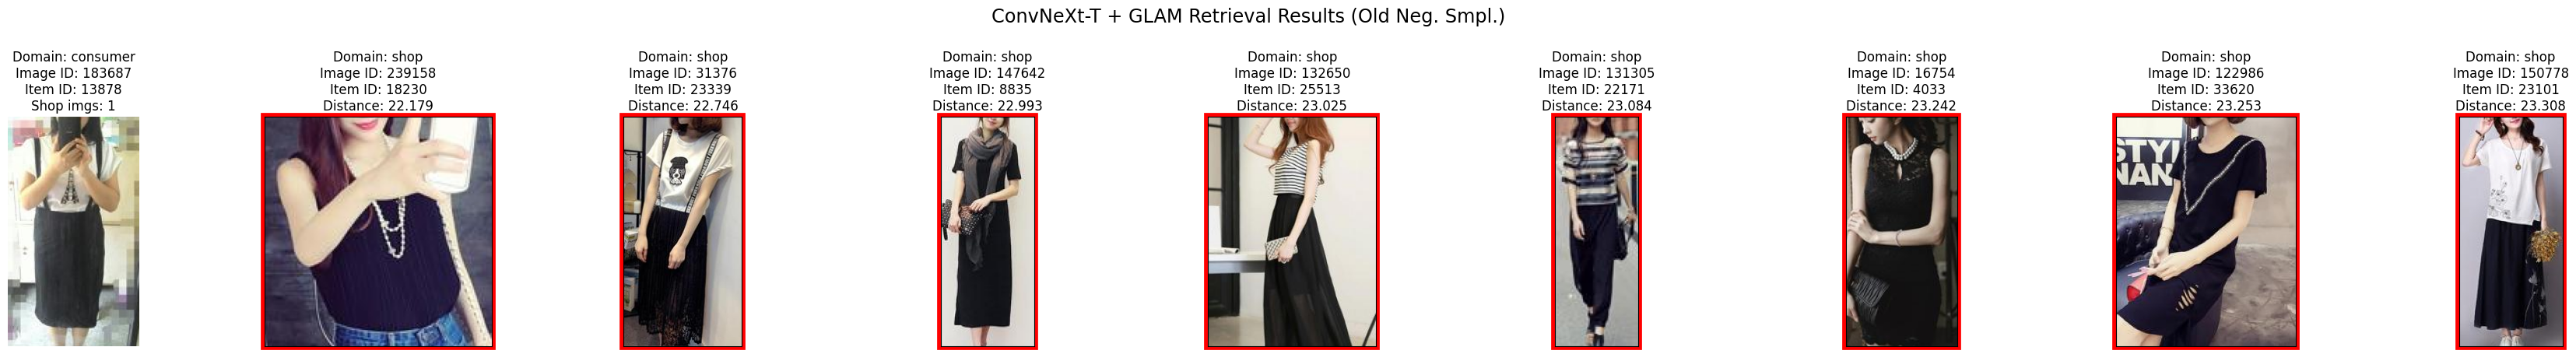 ConvNeXt-T + GLAM Retrieval Results (Old Neg. Smpl.)
Domain: consumer
Image ID: 183687
Item ID: 13878
Shop imgs: 1
Domain: shop
Image ID: 239158
Item ID: 18230
Distance: 22.179
Domain: shop
Image ID: 31376
Item ID: 23339
Distance: 22.746
Domain: shop
Image ID: 147642
Item ID: 8835
Distance: 22.993
Domain: shop
Image ID: 132650
Item ID: 25513
Distance: 23.025
Domain: shop
Image ID: 131305
Item ID: 22171
Distance: 23.084
Domain: shop
Image ID: 16754
Item ID: 4033
Distance: 23.242
Domain: shop
Image ID: 122986
Item ID: 33620
Distance: 23.253
STYL
NAN
Domain: shop
Image ID: 150778
Item ID: 23101
Distance: 23.308